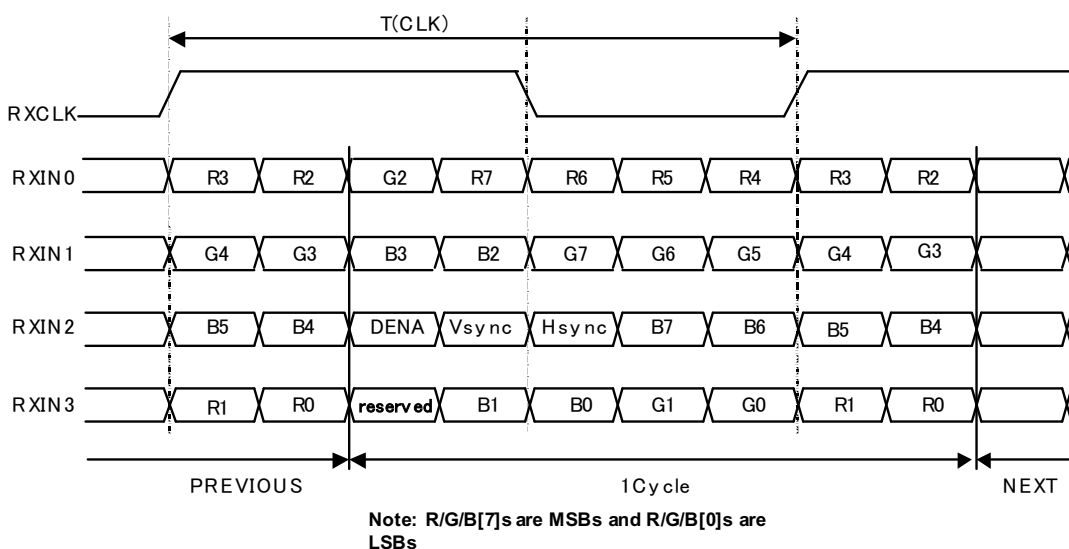 T(CLK)
RXCLK
RXIN0 R3 R2 G2 R7 R6 R5 R4 R3 R2
RXIN1 G4 G3 B3 B2 G7 G6 G5 G4 G3
RXIN2 B5 B4 DENA Vsync Hsync B7 B6 B5 B4
RXIN3 R1 R0 reserved B1 B0 G1 G0 R1 R0
PREVIOUS 1Cycle NEXT
Note: R/G/B[7]s are MSBs and R/G/B[0]s are
LSBs